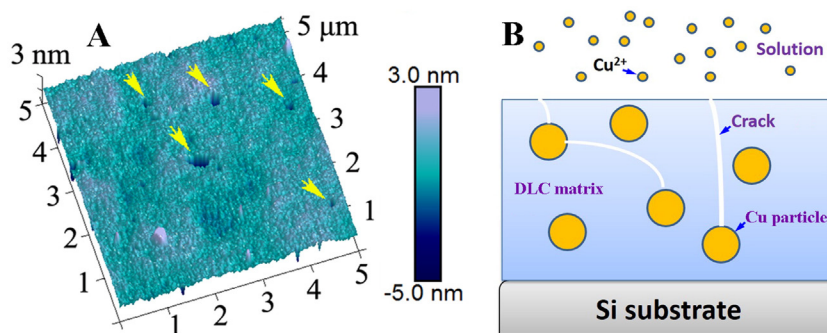 A
3 nm
5
4
3
2
1
5 µm
4
3
2
1
1
2
3
4
5
3.0 nm
-5.0 nm
B
Solution
Cu²⁺
Crack
DLC matrix
Cu particle
Si substrate